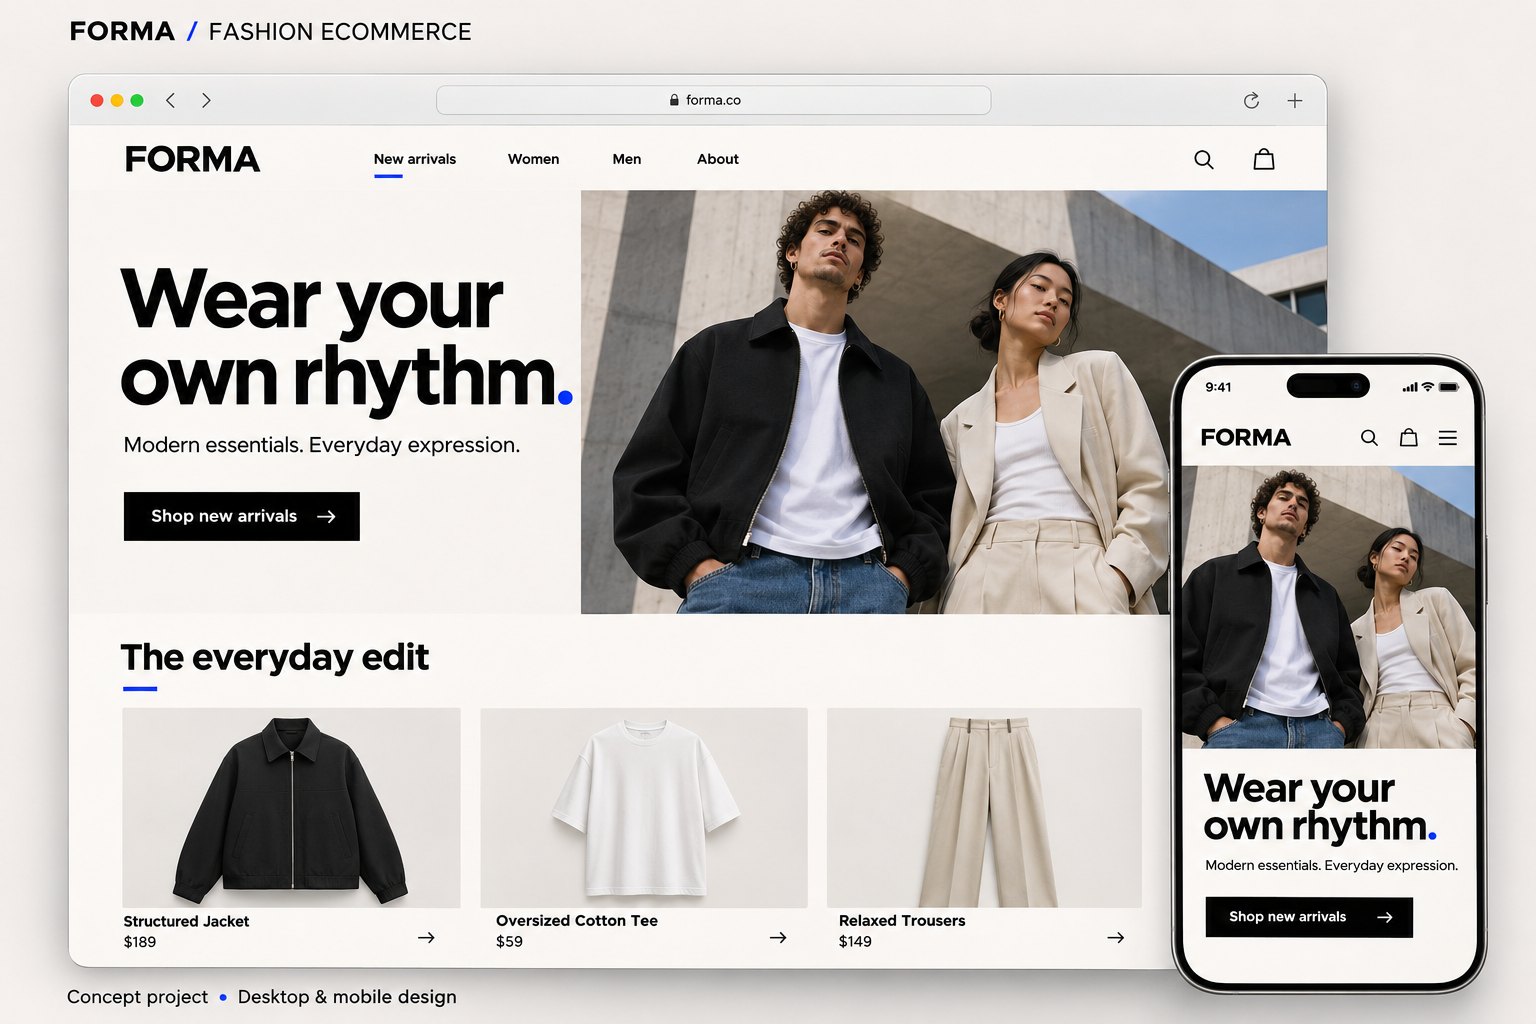 FORMA / FASHION ECOMMERCE
forma.co
FORMA
New arrivals Women Men About
Wear your
own rhythm.
Modern essentials. Everyday expression.
Shop new arrivals →
The everyday edit
Structured Jacket
$189
Oversized Cotton Tee
$59
Relaxed Trousers
$149
9:41
FORMA
Wear your
own rhythm.
Modern essentials. Everyday expression.
Shop new arrivals →
Concept project • Desktop & mobile design